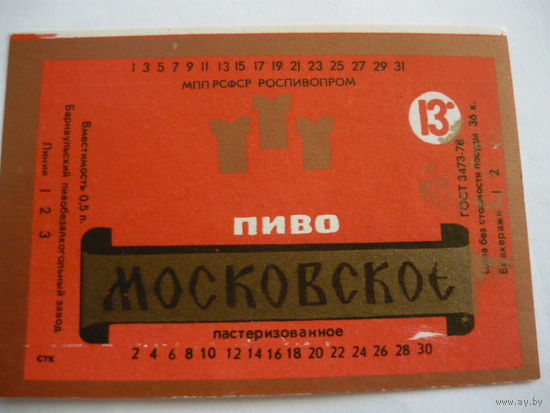 1 3 5 7 9 11 13 15 17 19 21 23 25 27 29 31
МПП РСФСР РОСПИВОПРОМ
13°
Вместимость 0,5 л.
Барнаульский пивобезалкогольный завод
Линии 1 2 3
ГОСТ 3473-78
без стоимости посуды 36 к.
1 2
ПИВО
МОСКОВСКОЕ
пастеризованное
СТК
2 4 6 8 10 12 14 16 18 20 22 24 26 28 30
www.ay.by